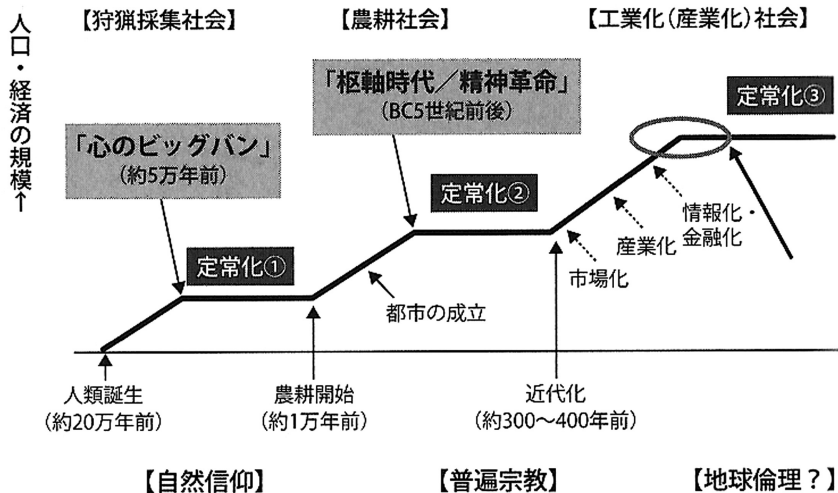 【狩猟採集社会】
【農耕社会】
【工業化(産業化)社会】
人口・経済の規模↑
「枢軸時代／精神革命」
(BC5世紀前後)
定常化③
「心のビッグバン」
(約5万年前)
定常化②
情報化・
金融化
産業化
市場化
定常化①
都市の成立
人類誕生
(約20万年前)
農耕開始
(約1万年前)
近代化
(約300〜400年前)
【自然信仰】
【普遍宗教】
【地球倫理？】